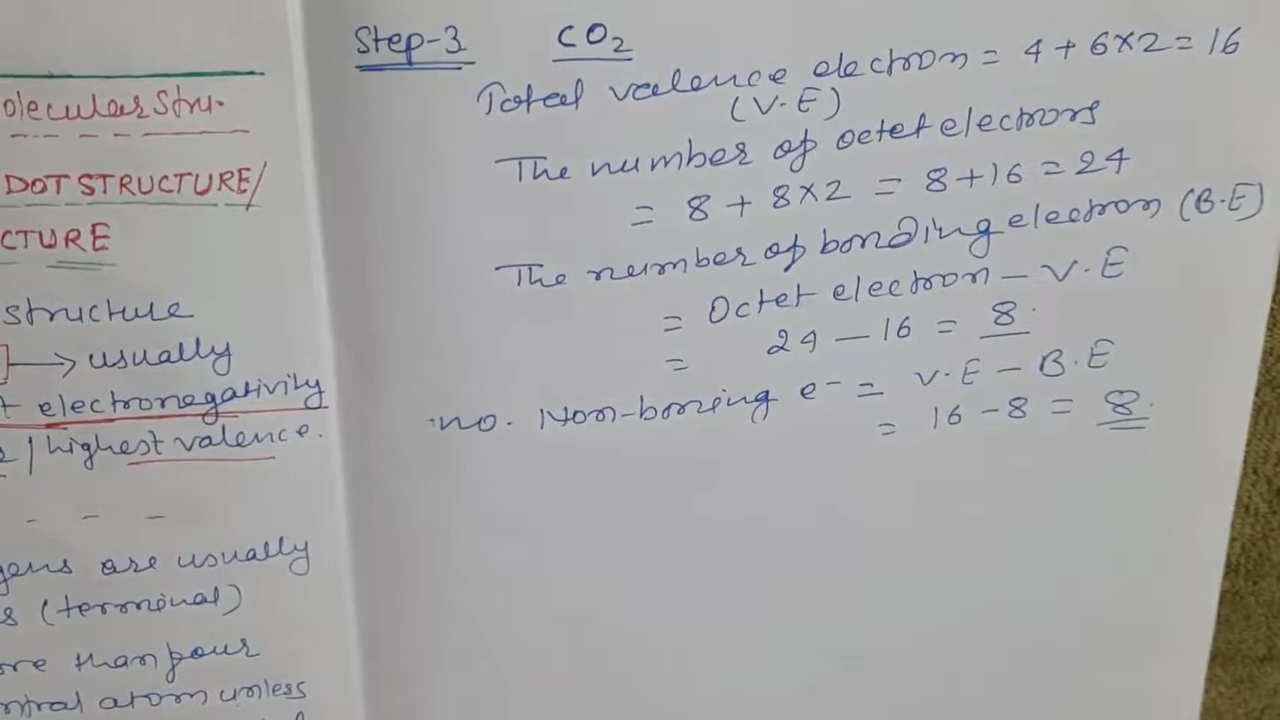 olecular Stru.
DOT STRUCTURE/
CTURE
structure
] → usually
electronegativity
/ highest valence.
- - -
gens are usually
s (terminal)
ore than four
ntral atom unless
Step-3 CO2
Total valence electron = 4 + 6×2 = 16
(V.E)
The number of octet electrons
= 8 + 8×2 = 8+16 = 24
The number of bonding electron (B.E)
= Octet electron - V.E
= 24 - 16 = 8.
no. Non-bonzing e- = V.E - B.E
= 16 - 8 = 8.